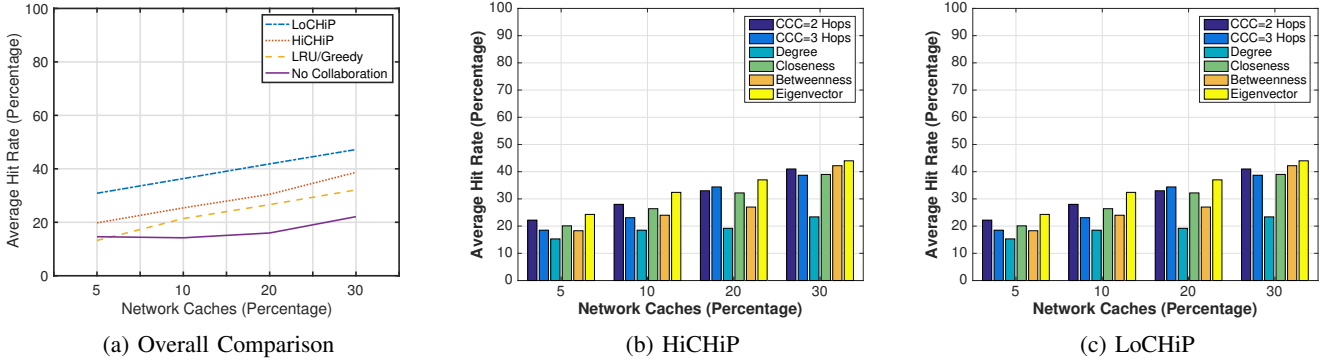 100
80
60
40
20
0
Average Hit Rate (Percentage)
LoCHiP
HiCHiP
LRU/Greedy
No Collaboration
5 10 20 30
Network Caches (Percentage)
(a) Overall Comparison
100
90
80
70
60
50
40
30
20
10
0
Average Hit Rate (Percentage)
CCC=2 Hops
CCC=3 Hops
Degree
Closeness
Betweenness
Eigenvector
5 10 20 30
Network Caches (Percentage)
(b) HiCHiP
100
90
80
70
60
50
40
30
20
10
0
Average Hit Rate (Percentage)
CCC=2 Hops
CCC=3 Hops
Degree
Closeness
Betweenness
Eigenvector
5 10 20 30
Network Caches (Percentage)
(c) LoCHiP